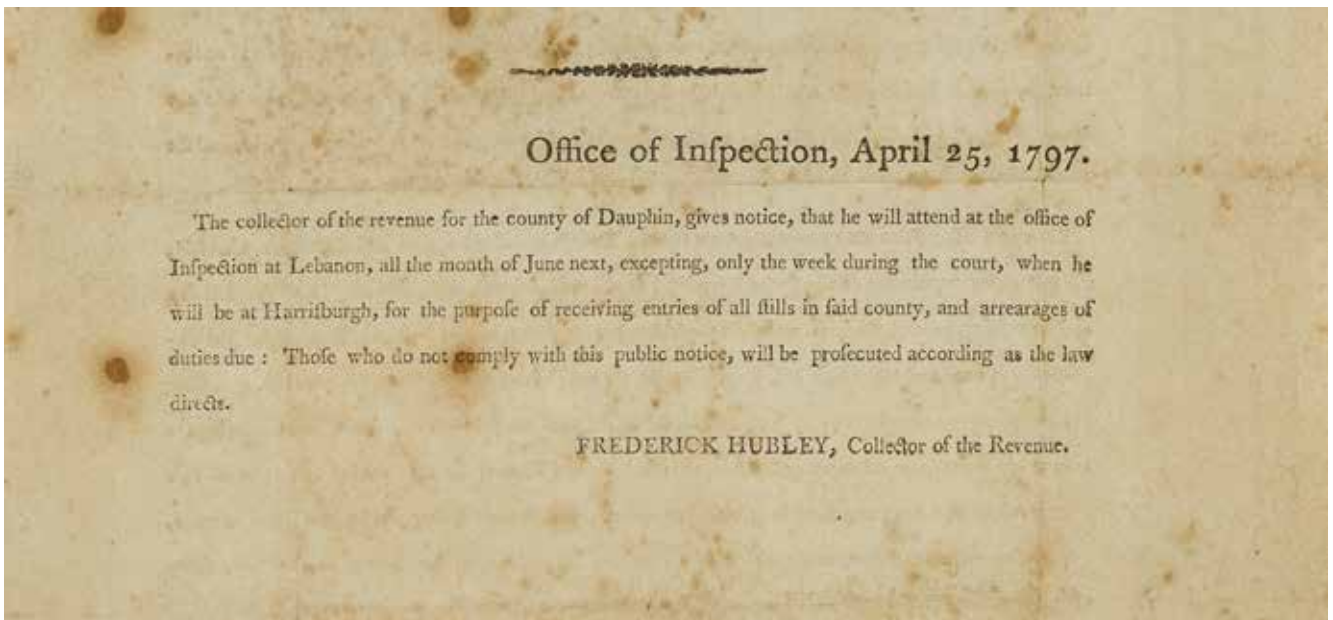 Office of Inſpection, April 25, 1797.
The collector of the revenue for the county of Dauphin, gives notice, that he will attend at the office of
Inſpection at Lebanon, all the month of June next, excepting, only the week during the court, when he
will be at Harriſburgh, for the purpoſe of receiving entries of all ſtills in ſaid county, and arrearages of
duties due : Thoſe who do not comply with this public notice, will be proſecuted according as the law
directs.
FREDERICK HUBLEY, Collector of the Revenue.